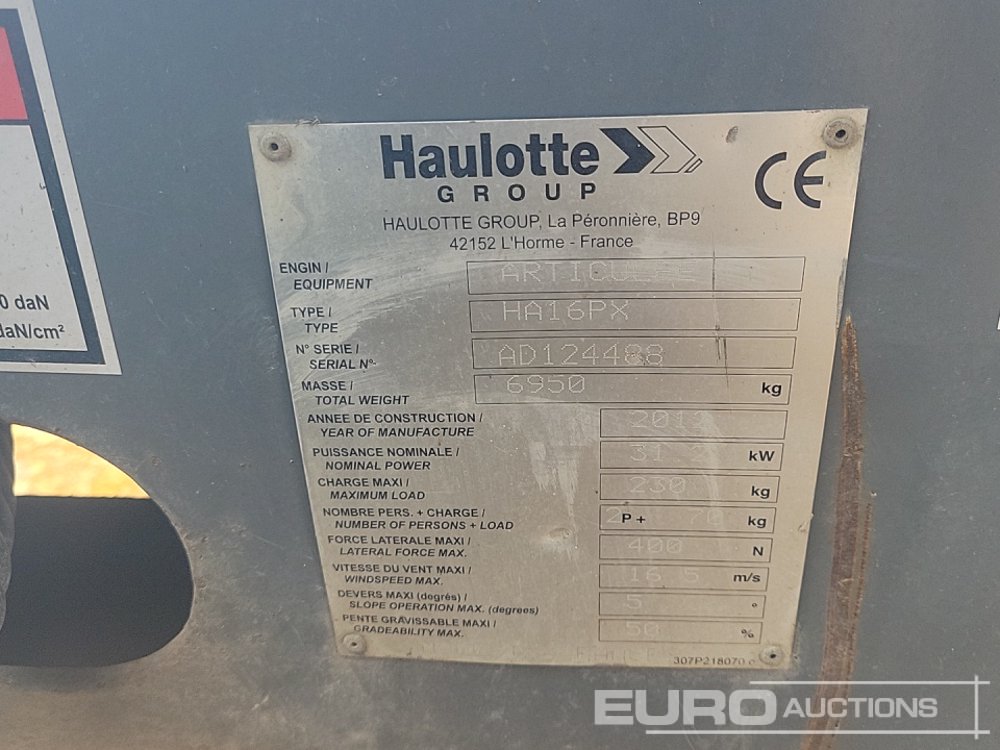 0 daN
daN/cm²
Haulotte
GROUP
CE
HAULOTTE GROUP, La Péronnière, BP9
42152 L'Horme - France
ENGIN / EQUIPMENT ARTICULEE
TYPE / TYPE HA16PX
N° SERIE / SERIAL N°- AD124488
MASSE / TOTAL WEIGHT 6950 kg
ANNEE DE CONSTRUCTION / YEAR OF MANUFACTURE
PUISSANCE NOMINALE / NOMINAL POWER kW
CHARGE MAXI / MAXIMUM LOAD 230 kg
NOMBRE PERS. + CHARGE / NUMBER OF PERSONS + LOAD P + kg
FORCE LATERALE MAXI / LATERAL FORCE MAX. 400 N
VITESSE DU VENT MAXI / WINDSPEED MAX. m/s
DEVERS MAXI (degrés) / SLOPE OPERATION MAX. (degrees) 5 °
PENTE GRAVISSABLE MAXI / GRADEABILITY MAX. 50 %
307P218070 c
EURO AUCTIONS